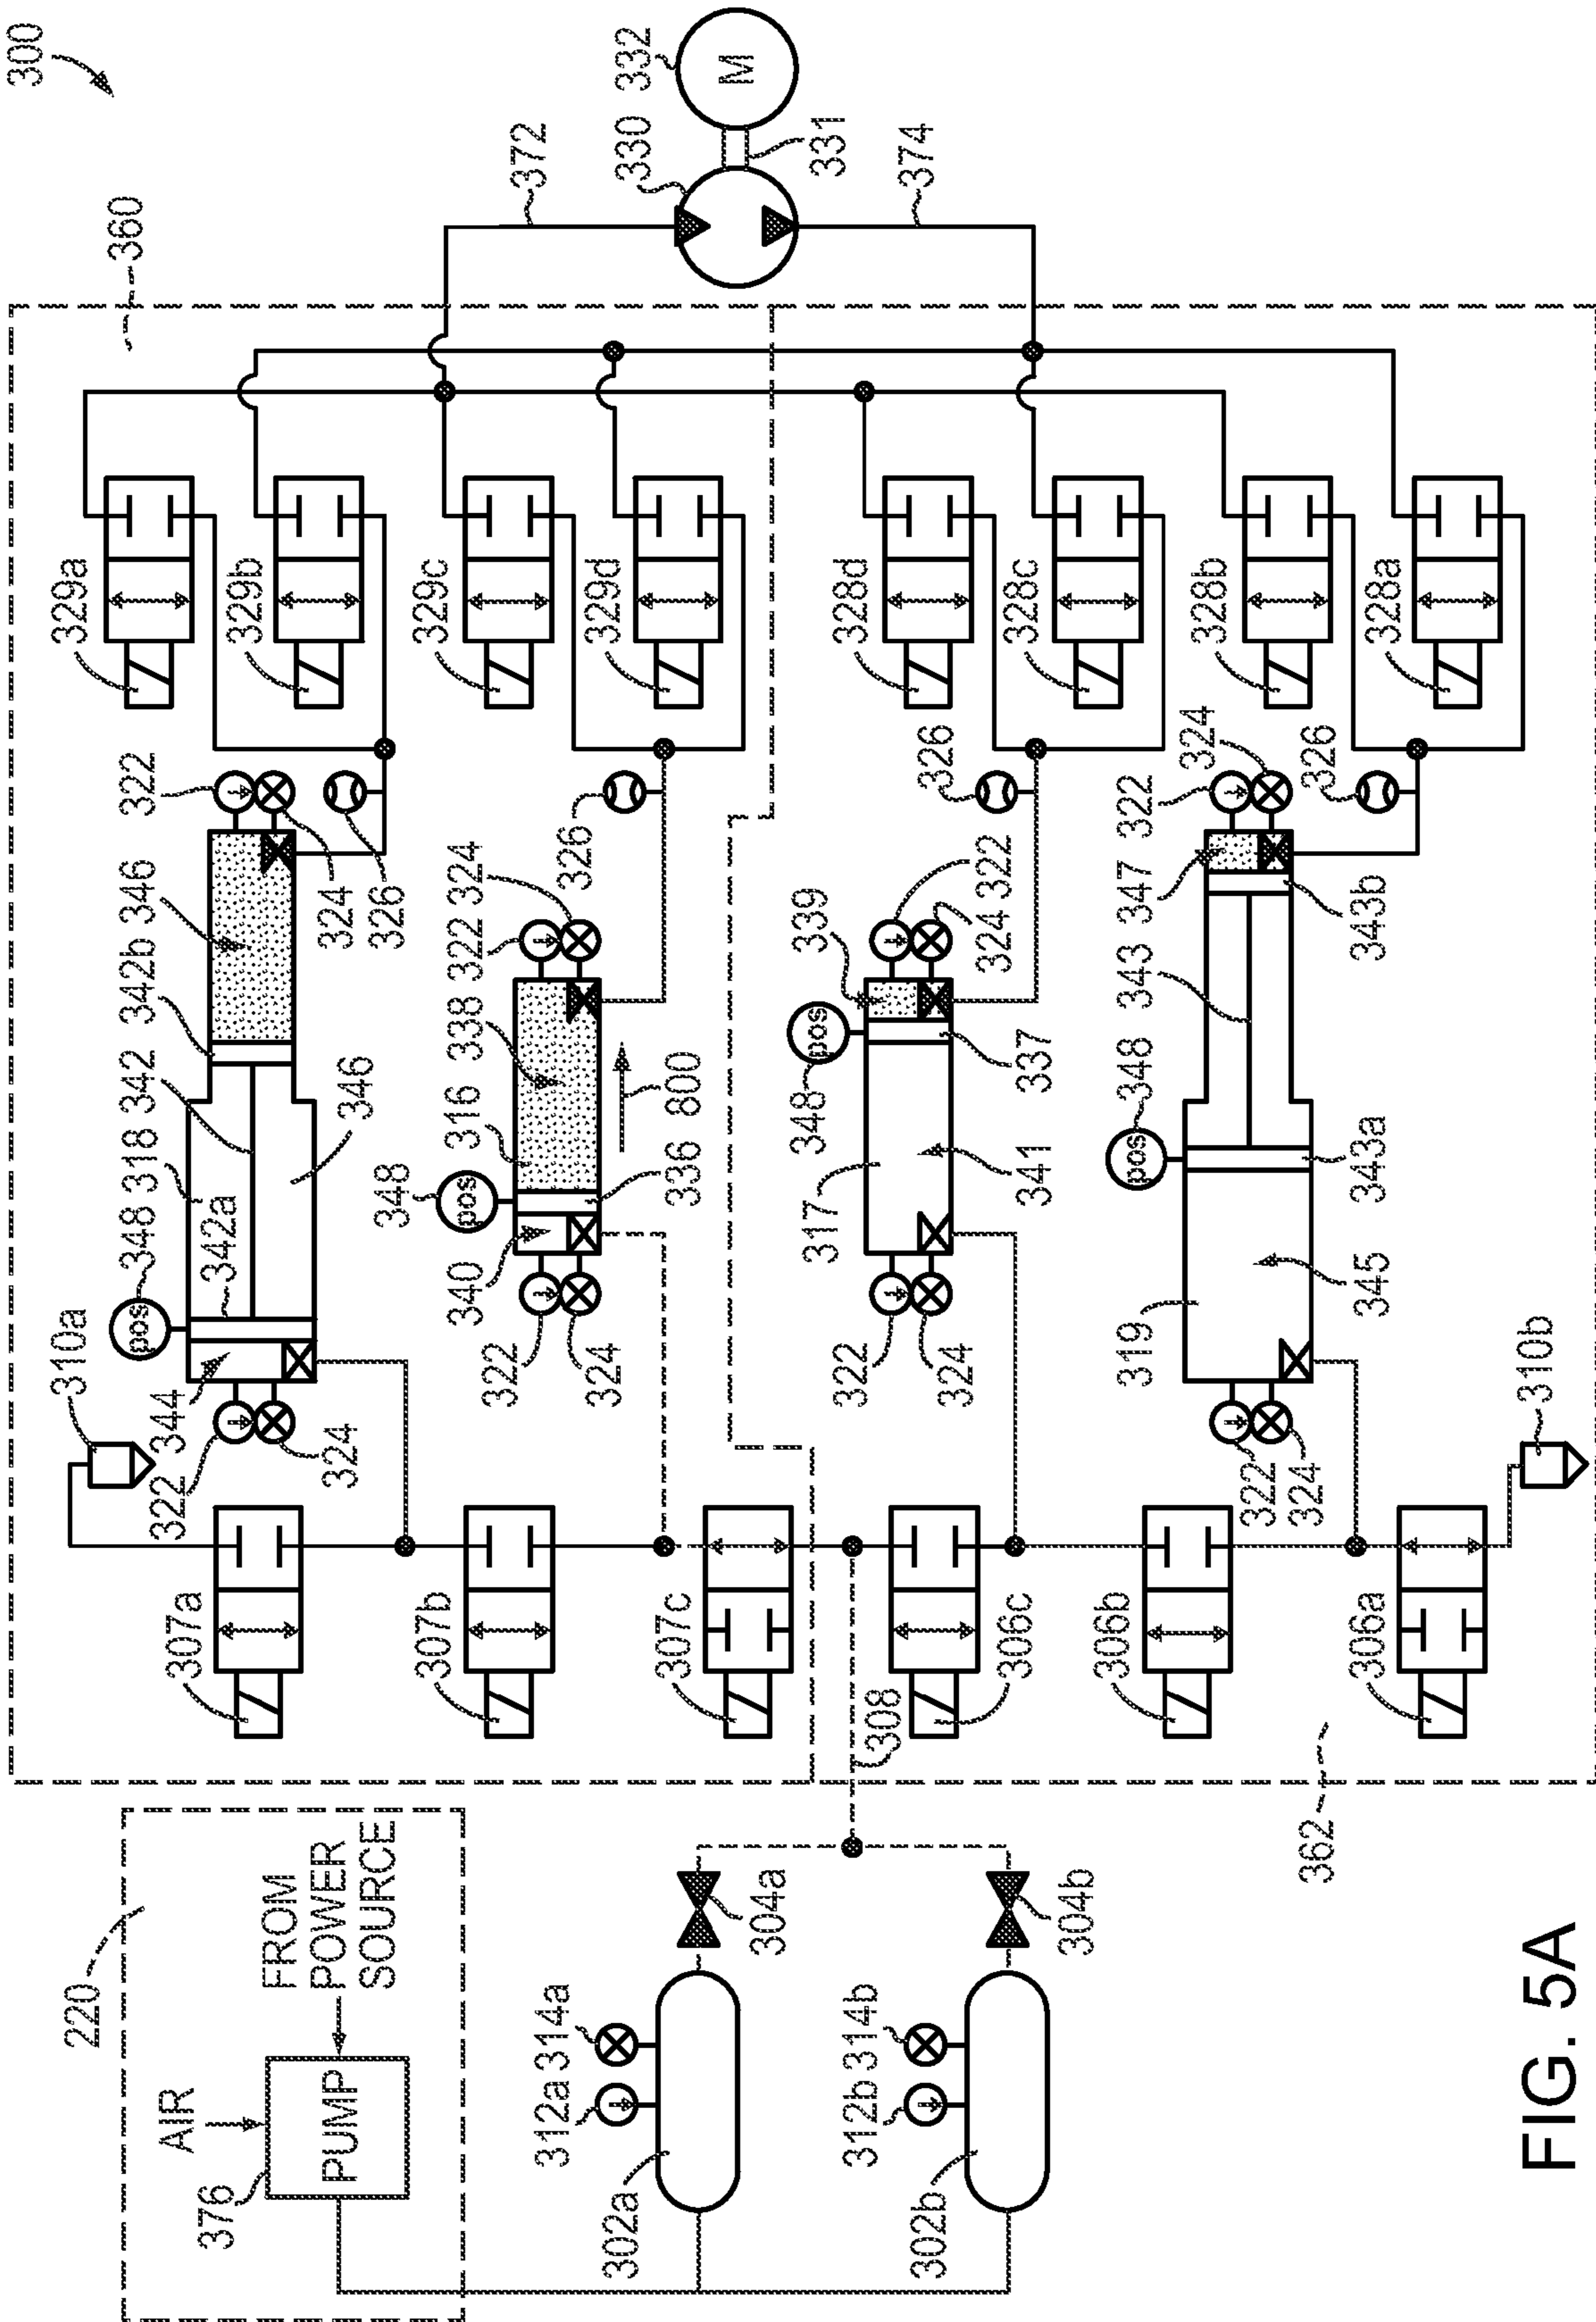 300
360
372
330
332
M
331
374
329a
329b
329c
329d
328d
328c
328b
328a
322
346
324
326
342b
342
318
348
pos
342a
346
344
310a
322
324
322
324
326
338
316
800
348
pos
336
340
322
324
339
322
324
326
348
pos
337
317
341
322
324
322
324
326
347
343
343b
348
pos
343a
319
345
322
324
310b
307a
307b
307c
306c
306b
306a
308
362
220
FROM
POWER
SOURCE
AIR
PUMP
376
304a
304b
312a
314a
312b
314b
302a
302b
FIG. 5A